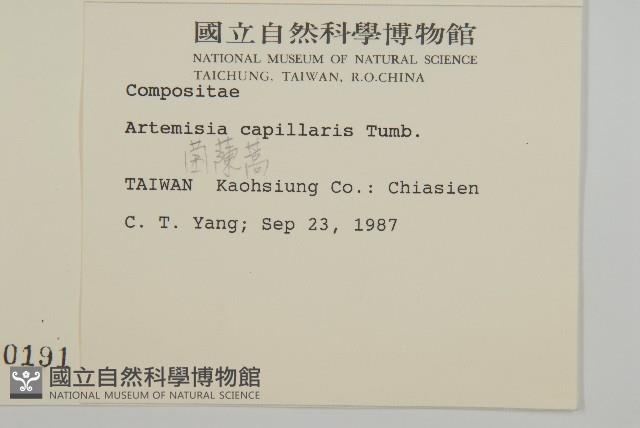 國立自然科學博物館
NATIONAL MUSEUM OF NATURAL SCIENCE
TAICHUNG, TAIWAN, R.O.CHINA
Compositae
Artemisia capillaris Tumb.
茵蔯蒿
TAIWAN Kaohsiung Co.: Chiasien
C. T. Yang; Sep 23, 1987
0191
國立自然科學博物館
NATIONAL MUSEUM OF NATURAL SCIENCE